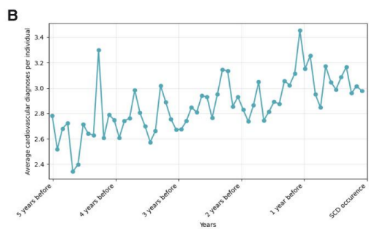 B
Average cardiovascular diagnoses per individual
3.4
3.2
3.0
2.8
2.6
2.4
5 years before
4 years before
3 years before
2 years before
1 year before
SCD occurence
Years